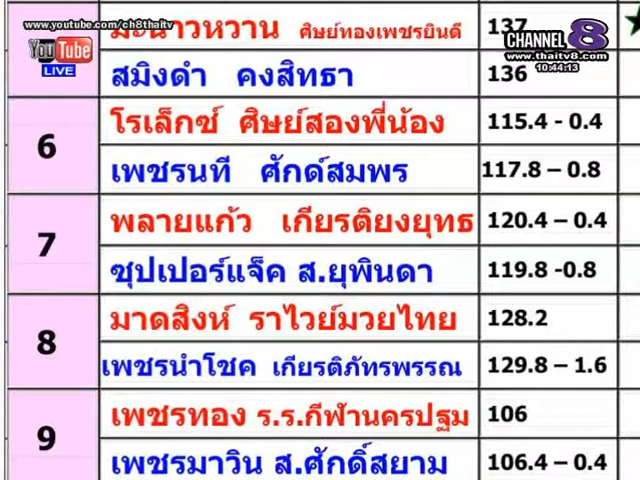 www.youtube.com/ch8thaitv
มะนาวหวาน ศิษย์ทองเพชรยินดี 137
YouTube
LIVE
CHANNEL 8
www.thaitv8.com
10:44:13
สมิงดำ คงสิทธา 136
6
โรเล็กซ์ ศิษย์สองพี่น้อง 115.4 - 0.4
เพชรนที ศักด์สมพร 117.8 – 0.8
7
พลายแก้ว เกียรติยงยุทธ 120.4 – 0.4
ซุปเปอร์แจ็ค ส.ยุพินดา 119.8 -0.8
8
มาดสิงห์ ราไวย์มวยไทย 128.2
เพชรนำโชค เกียรติภัทรพรรณ 129.8 – 1.6
9
เพชรทอง ร.ร.กีฬานครปฐม 106
เพชรมาวิน ส.ศักดิ์สยาม 106.4 – 0.4